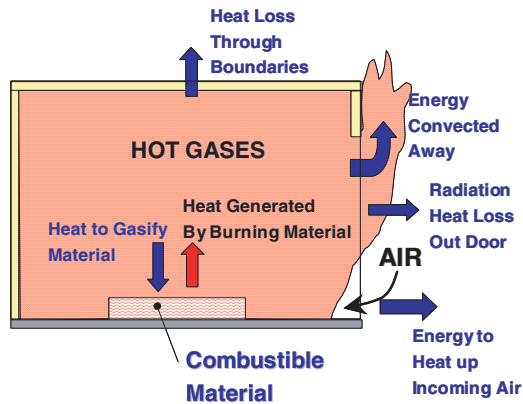 Heat Loss
Through
Boundaries
HOT GASES
Energy
Convected
Away
Heat to Gasify
Material
Heat Generated
By Burning Material
Radiation
Heat Loss
Out Door
AIR
Combustible
Material
Energy to
Heat up
Incoming Air